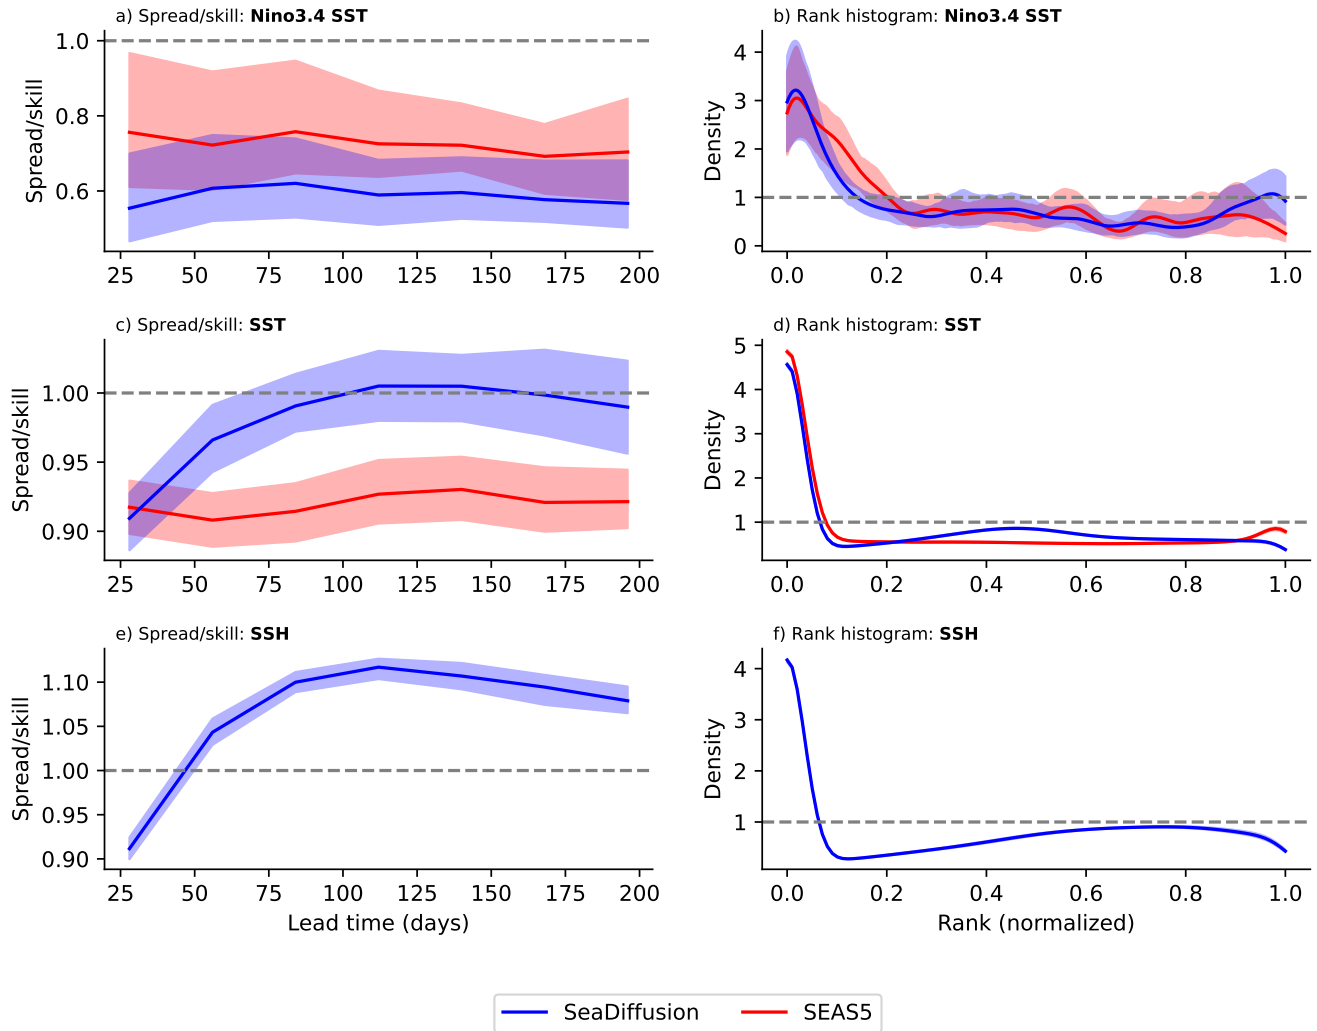 a) Spread/skill: Nino3.4 SST
Spread/skill
1.0
0.8
0.6
25 50 75 100 125 150 175 200
b) Rank histogram: Nino3.4 SST
Density
4
3
2
1
0
0.0 0.2 0.4 0.6 0.8 1.0
c) Spread/skill: SST
Spread/skill
1.00
0.95
0.90
25 50 75 100 125 150 175 200
d) Rank histogram: SST
Density
5
4
3
2
1
0.0 0.2 0.4 0.6 0.8 1.0
e) Spread/skill: SSH
Spread/skill
1.10
1.05
1.00
0.95
0.90
25 50 75 100 125 150 175 200
Lead time (days)
f) Rank histogram: SSH
Density
4
3
2
1
0.0 0.2 0.4 0.6 0.8 1.0
Rank (normalized)
SeaDiffusion SEAS5